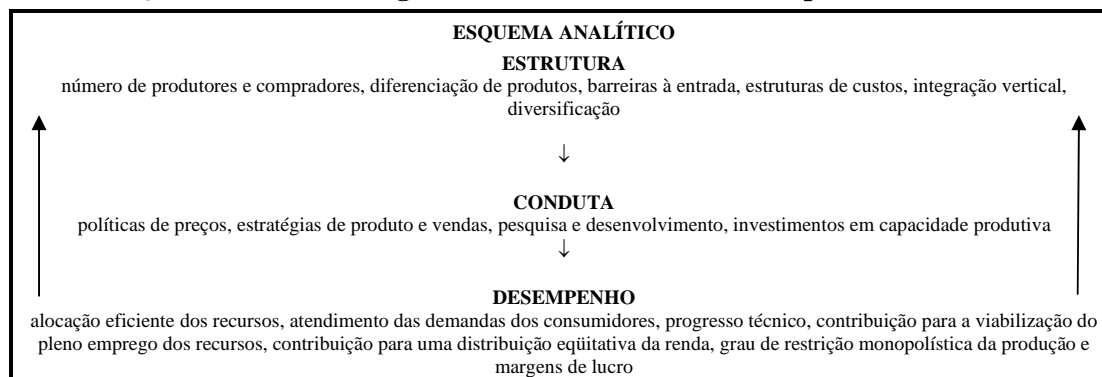 ESQUEMA ANALÍTICO
ESTRUTURA
número de produtores e compradores, diferenciação de produtos, barreiras à entrada, estruturas de custos, integração vertical,
diversificação
↓
CONDUTA
políticas de preços, estratégias de produto e vendas, pesquisa e desenvolvimento, investimentos em capacidade produtiva
↓
DESEMPENHO
alocação eficiente dos recursos, atendimento das demandas dos consumidores, progresso técnico, contribuição para a viabilização do
pleno emprego dos recursos, contribuição para uma distribuição eqüitativa da renda, grau de restrição monopolística da produção e
margens de lucro